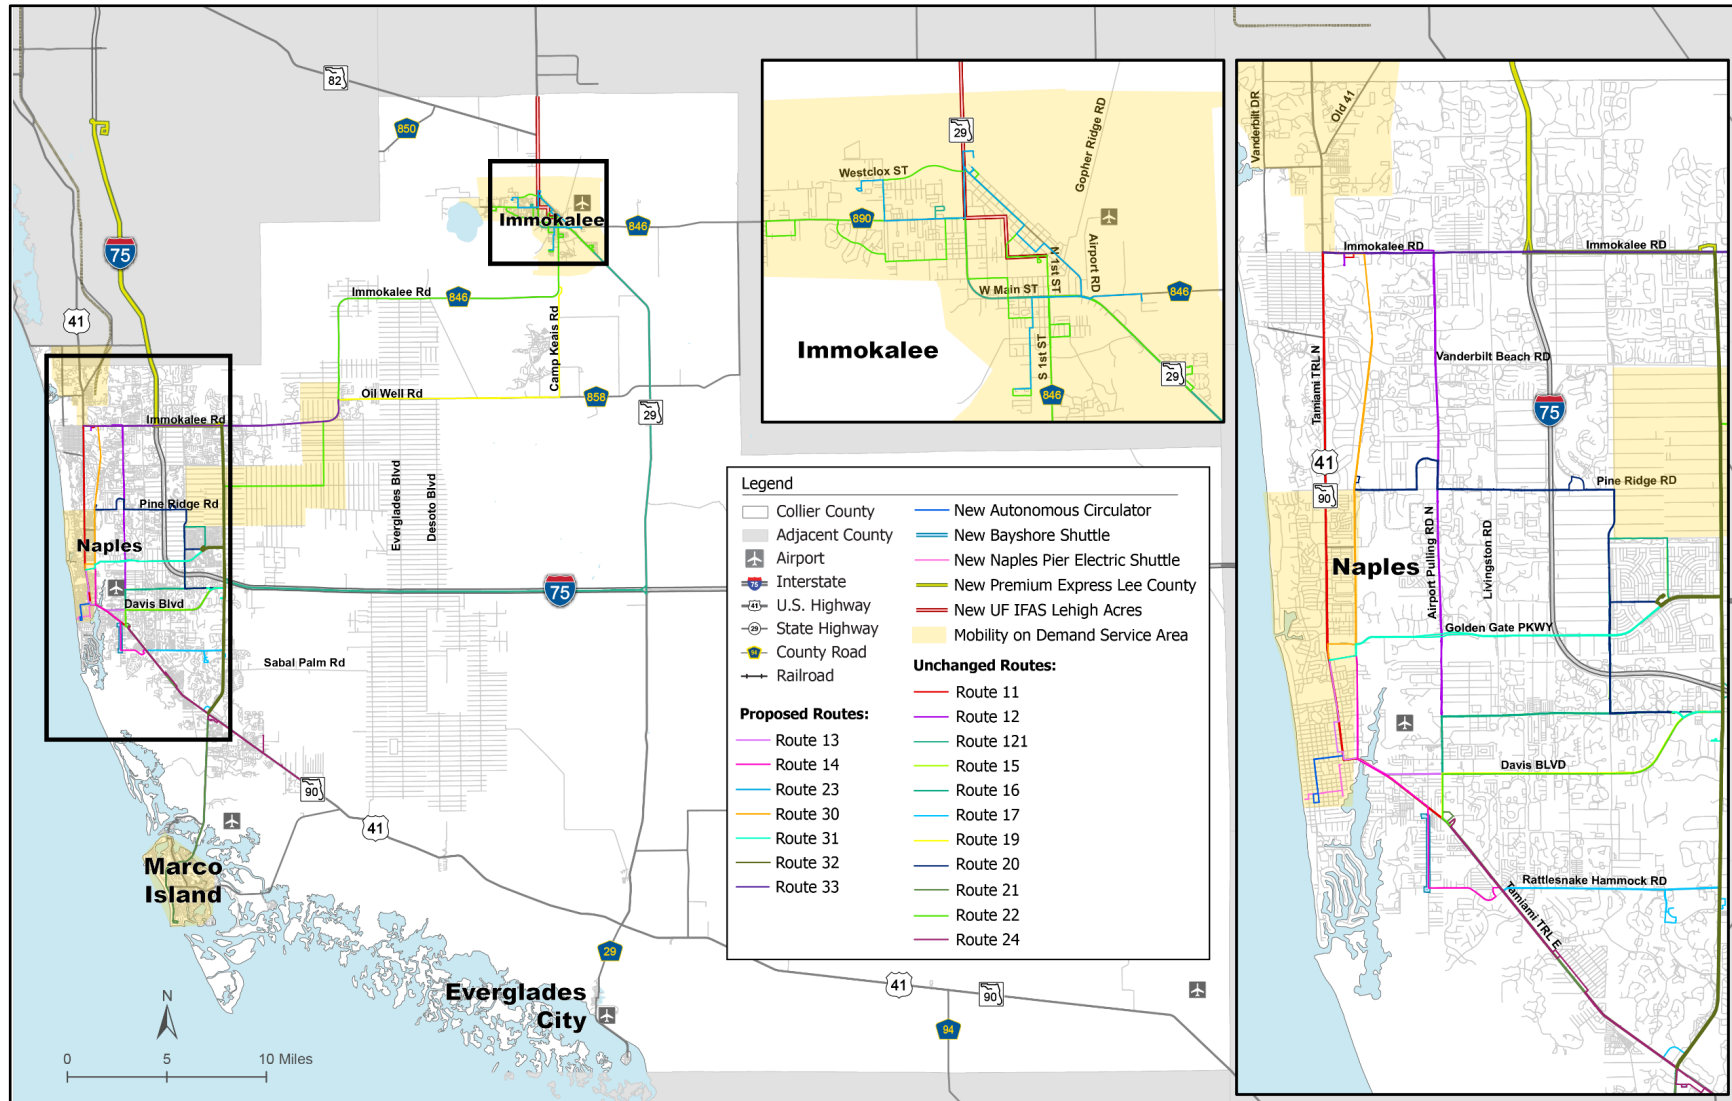 82
850
Immokalee
846
75
41
Immokalee Rd
846
Camp Keais Rd
Oil Well Rd
858
29
Immokalee Rd
Pine Ridge Rd
Naples
Everglades Blvd
Desoto Blvd
75
Davis Blvd
Sabal Palm Rd
90
41
Marco
Island
29
Everglades
City
41
90
94
N
0 5 10 Miles
29
Gopher Ridge RD
Westclox ST
890
N 1st ST
Airport RD
W Main ST
846
Immokalee
S 1st ST
29
846
Legend
Collier County
Adjacent County
Airport
75 Interstate
41 U.S. Highway
29 State Highway
County Road
Railroad
New Autonomous Circulator
New Bayshore Shuttle
New Naples Pier Electric Shuttle
New Premium Express Lee County
New UF IFAS Lehigh Acres
Mobility on Demand Service Area
Proposed Routes:
Route 13
Route 14
Route 23
Route 30
Route 31
Route 32
Route 33
Unchanged Routes:
Route 11
Route 12
Route 121
Route 15
Route 16
Route 17
Route 19
Route 20
Route 21
Route 22
Route 24
Vanderbilt DR
Old 41
Immokalee RD
Immokalee RD
Tamiami TRL N
Vanderbilt Beach RD
75
41
90
Pine Ridge RD
Airport Pulling RD N
Livingston RD
Naples
Golden Gate PKWY
Davis BLVD
Rattlesnake Hammock RD
Tamiami TRL E